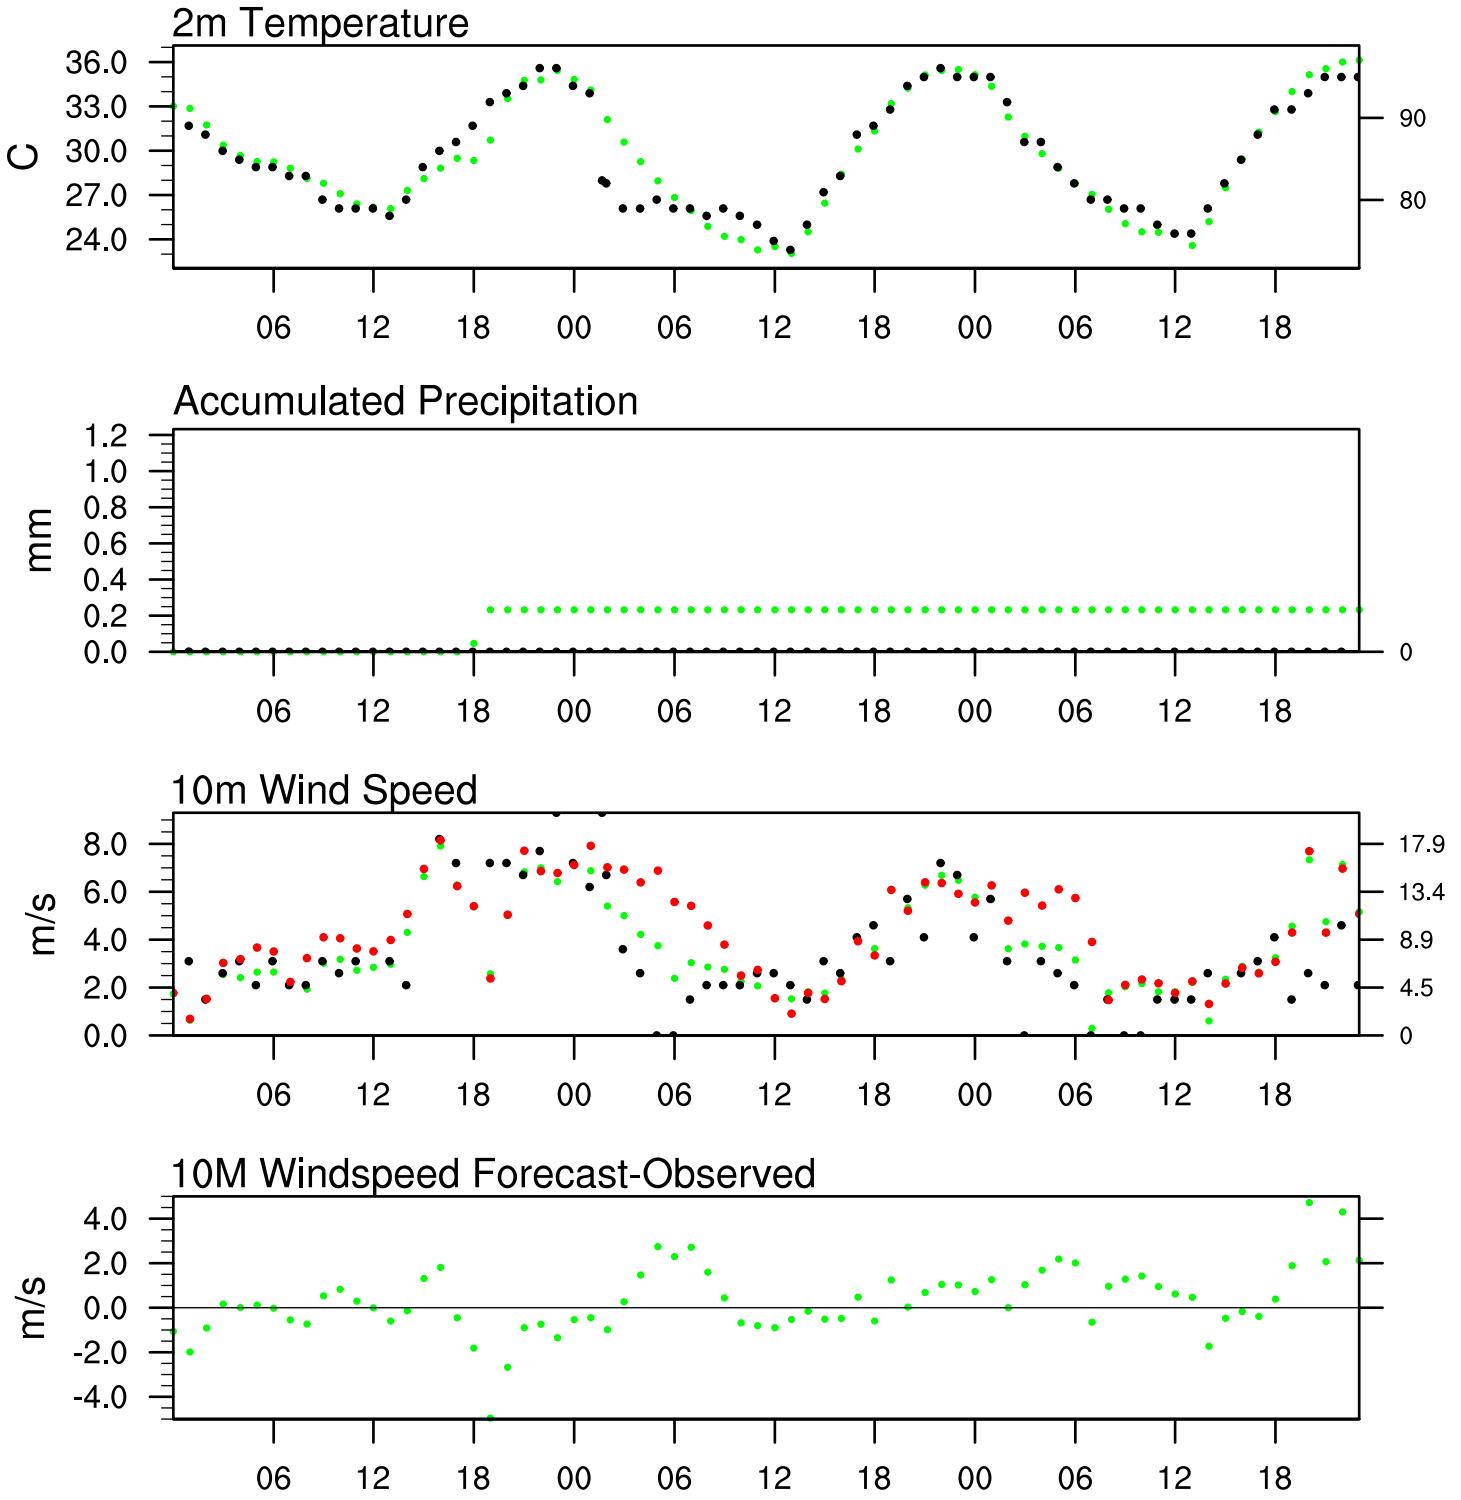 2m Temperature
36.0
33.0
30.0
27.0
24.0
C
90
80
06 12 18 00 06 12 18 00 06 12 18
Accumulated Precipitation
1.2
1.0
0.8
0.6
0.4
0.2
0.0
mm
0
06 12 18 00 06 12 18 00 06 12 18
10m Wind Speed
8.0
6.0
4.0
2.0
0.0
m/s
17.9
13.4
8.9
4.5
0
06 12 18 00 06 12 18 00 06 12 18
10M Windspeed Forecast-Observed
4.0
2.0
0.0
-2.0
-4.0
m/s
06 12 18 00 06 12 18 00 06 12 18